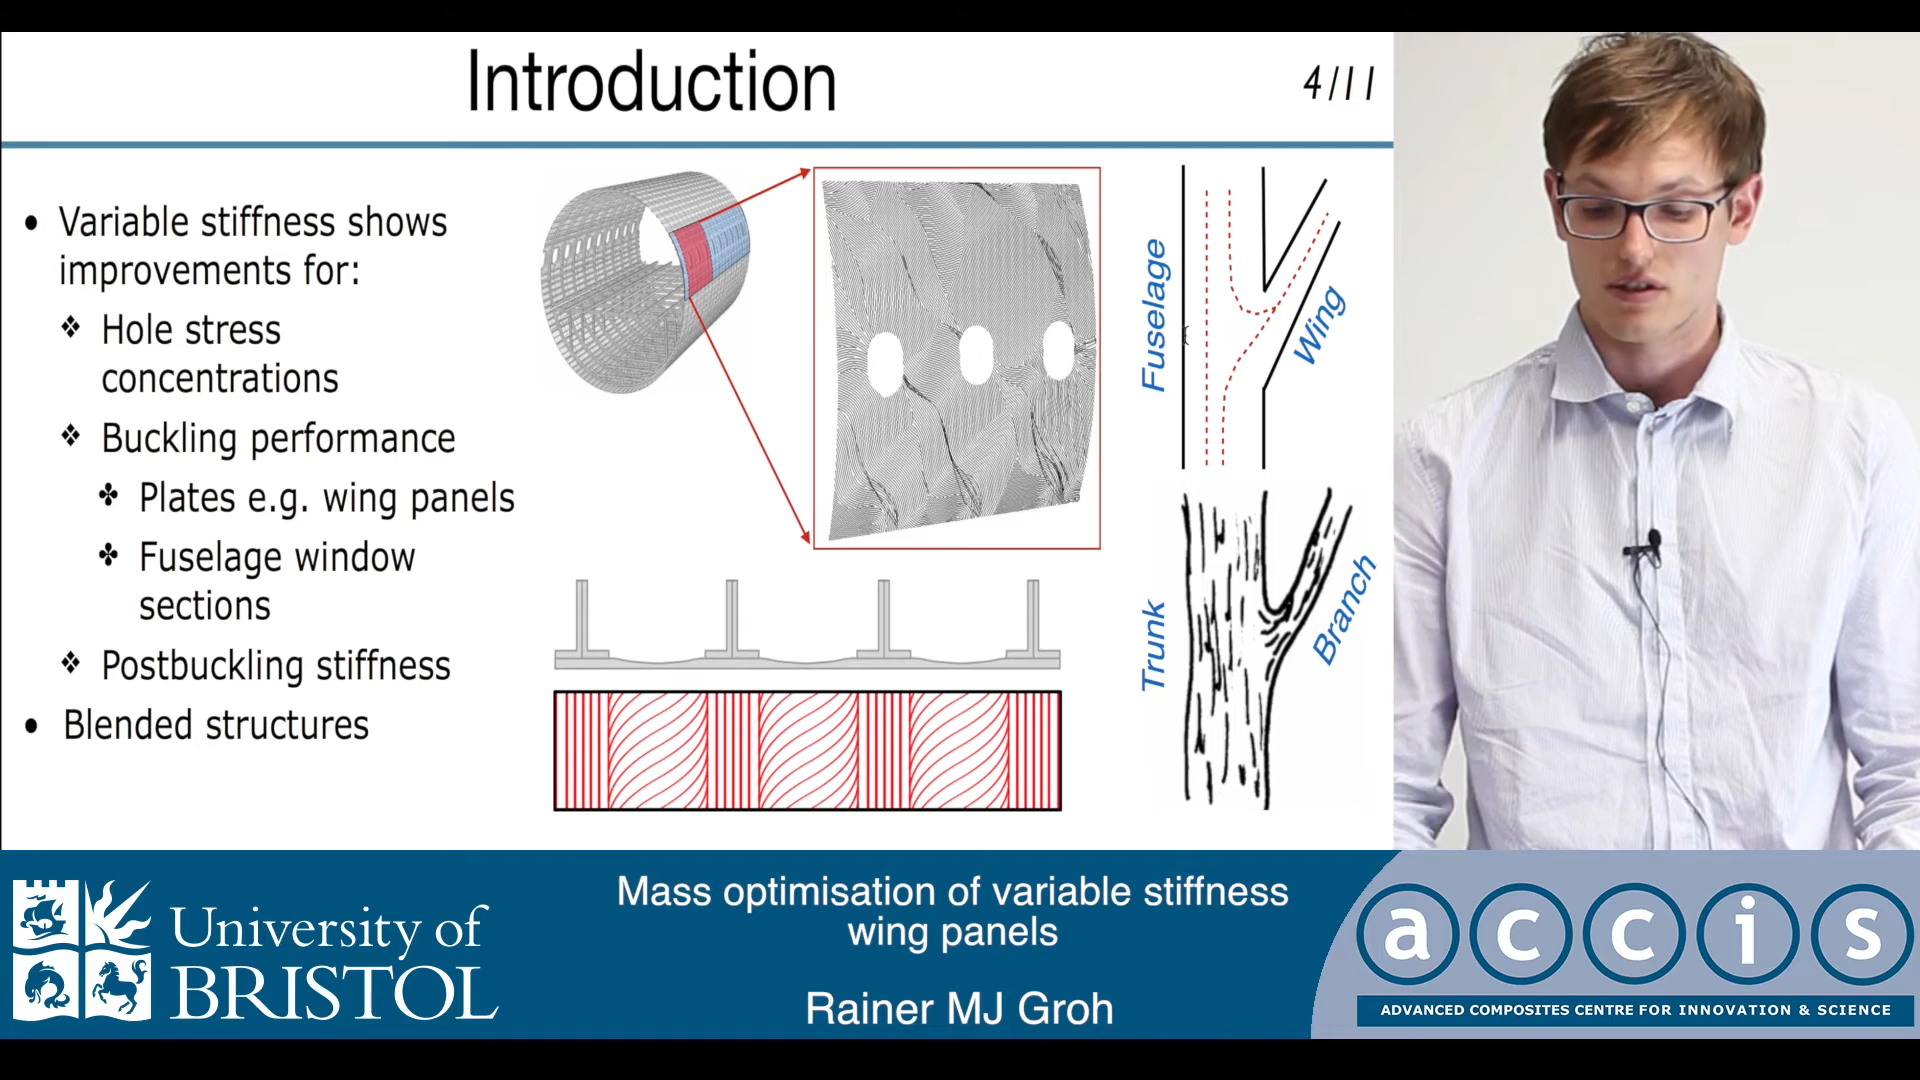 Introduction
4/11
• Variable stiffness shows
improvements for:
❖ Hole stress
concentrations
❖ Buckling performance
✤ Plates e.g. wing panels
✤ Fuselage window
sections
❖ Postbuckling stiffness
• Blended structures
Fuselage
Wing
Trunk
Branch
University of
BRISTOL
Mass optimisation of variable stiffness
wing panels
Rainer MJ Groh
accis
ADVANCED COMPOSITES CENTRE FOR INNOVATION & SCIENCE